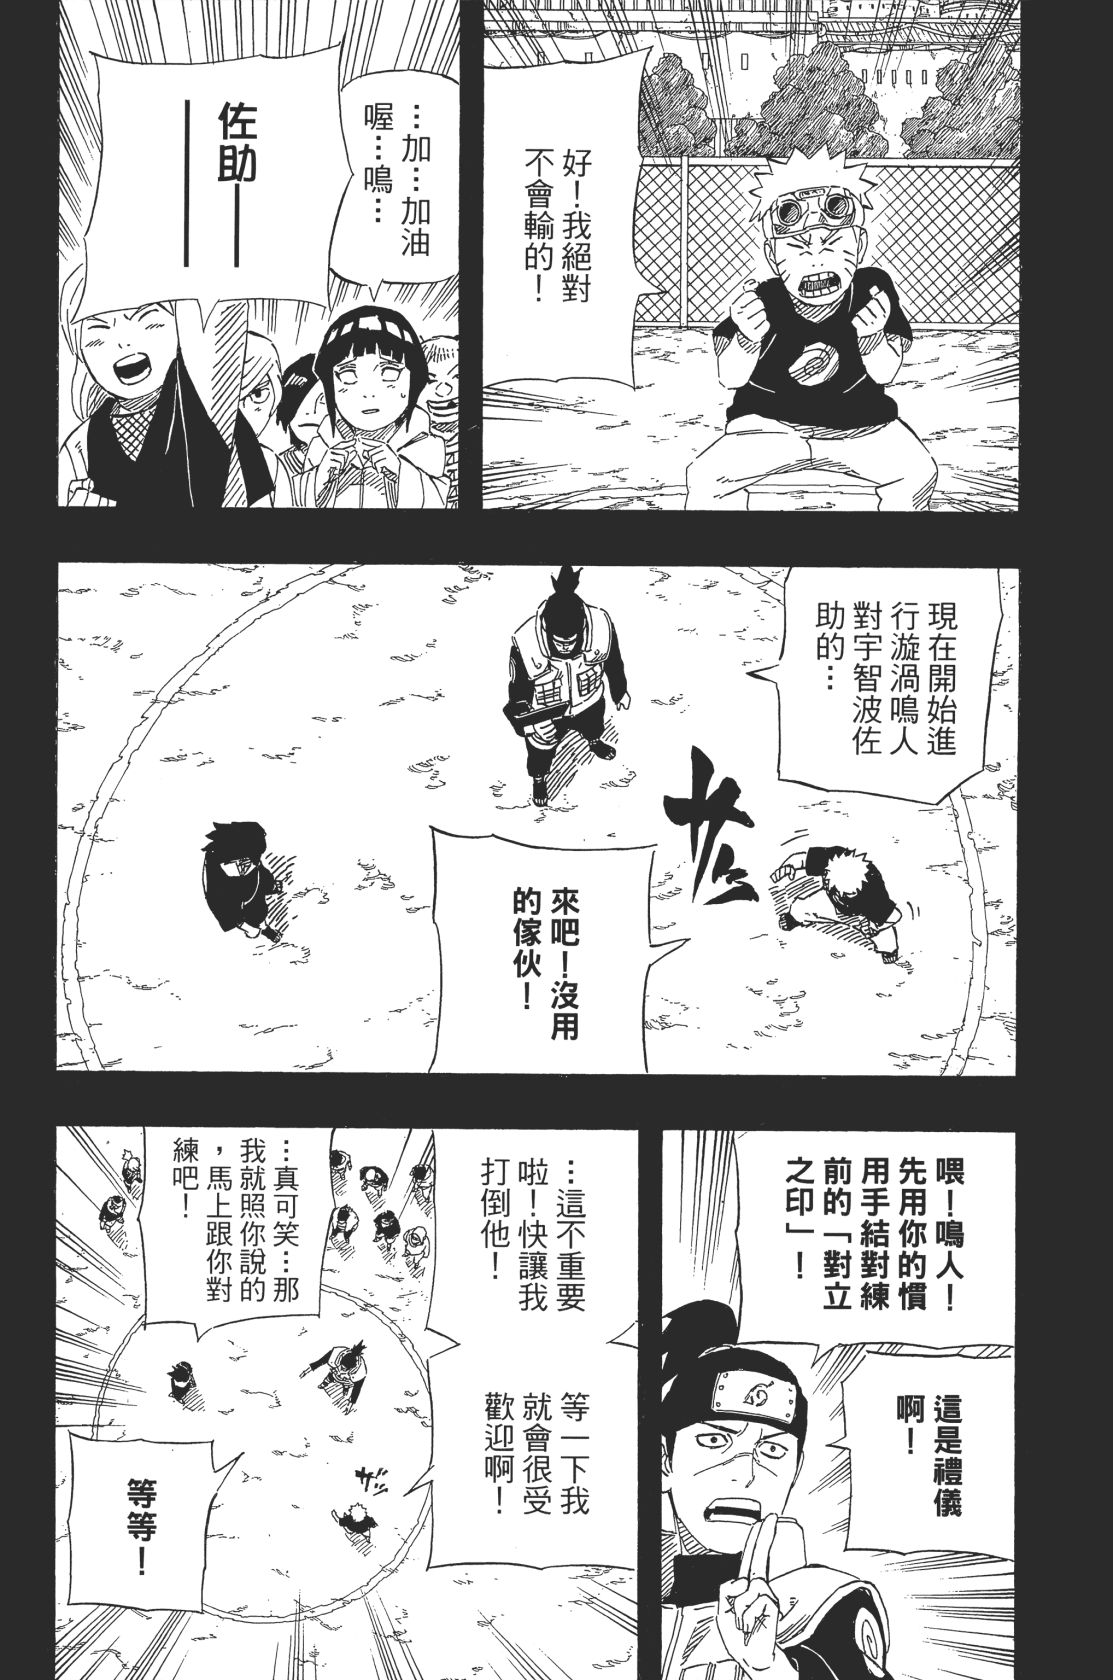 好！我絕對
不會輸的！
…加…加油
喔…鳴…
佐助——
——
現在開始進
行漩渦鳴人
對宇智波佐
助的…
ザッ
來吧！沒用
的傢伙！
喂！鳴人！
先用你的慣
用手結對練
前的「對立
之印」！
這是禮儀
啊！
…這不重要
啦！快讓我
打倒他！
等一下我
就會很受
歡迎啊！
…真可笑…那
我就照你說的
，馬上跟你對
練吧！
ザッ
等等！